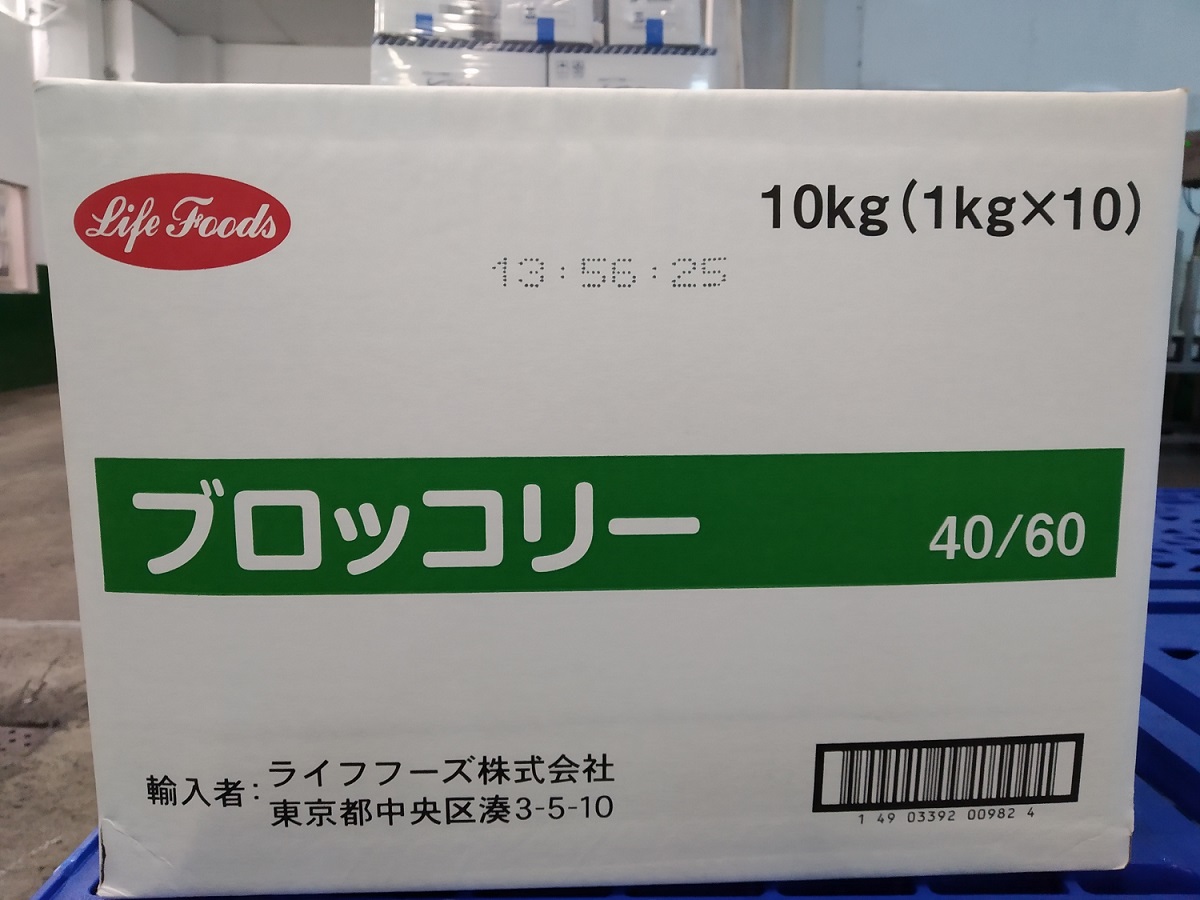 Life Foods
10kg(1kg×10)
13:56:25
ブロッコリー 40/60
輸入者:ライフフーズ株式会社
東京都中央区湊3-5-10
1 49 03392 00982 4